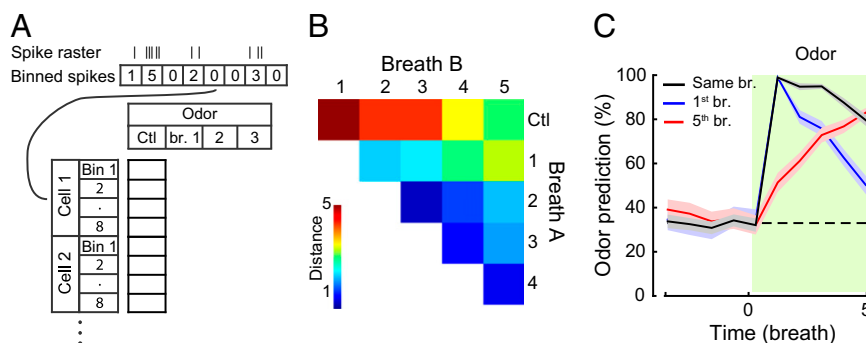 A
Spike raster
Binned spikes 1 5 0 2 0 0 3 0
Odor
Ctl br. 1 2 3
Cell 1
Bin 1
2
.
8
Cell 2
Bin 1
2
.
8
B
Breath B
1 2 3 4 5
Ctl
1
2
3
4
Breath A
5
Distance
1
C
Odor
Same br.
1st br.
5th br.
Odor prediction (%)
100
80
60
40
20
0
0 5
Time (breath)